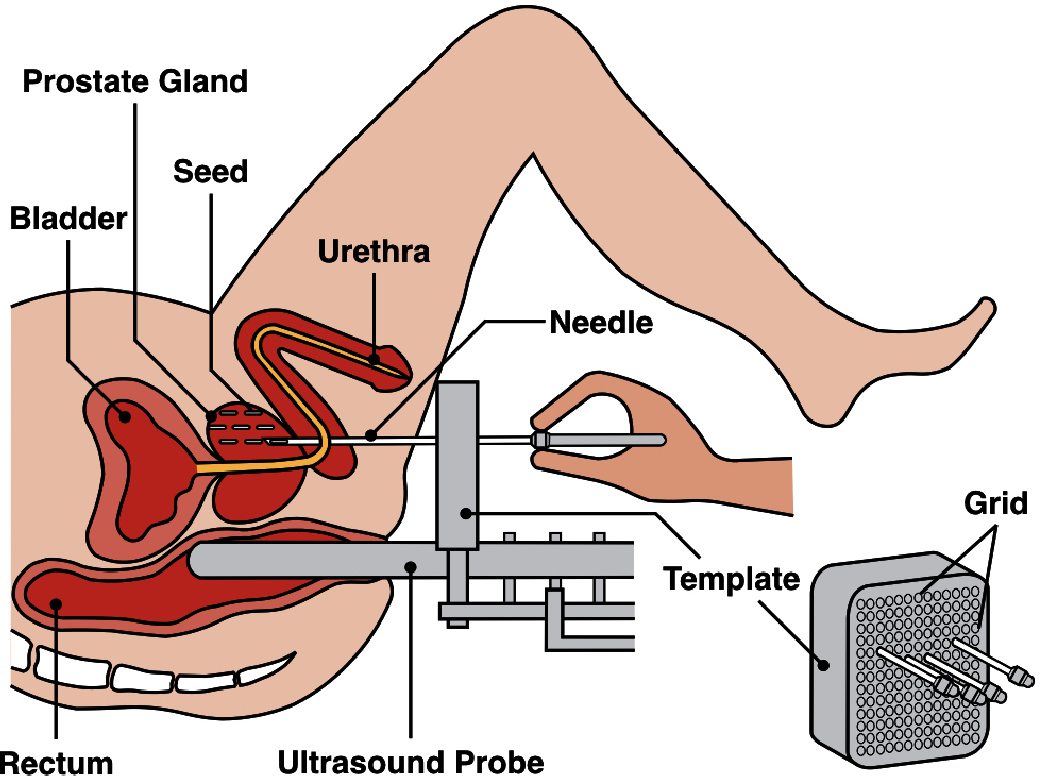 Prostate Gland
Seed
Bladder
Urethra
Needle
Grid
Template
Rectum
Ultrasound Probe